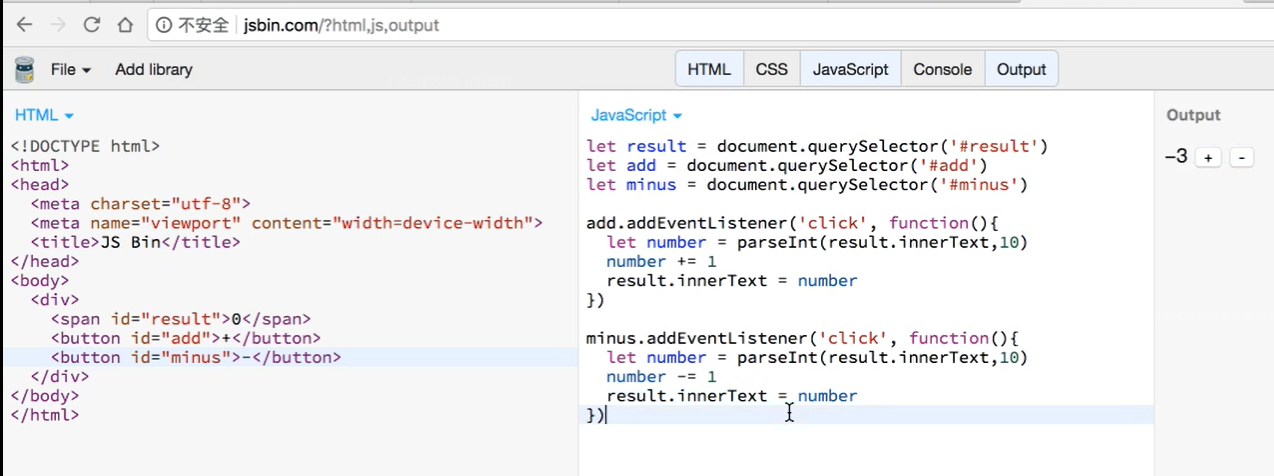 不安全 jsbin.com/?html,js,output
File Add library HTML CSS JavaScript Console Output
HTML
<!DOCTYPE html>
<html>
<head>
  <meta charset="utf-8">
  <meta name="viewport" content="width=device-width">
  <title>JS Bin</title>
</head>
<body>
  <div>
    <span id="result">0</span>
    <button id="add">+</button>
    <button id="minus">-</button>
  </div>
</body>
</html>
JavaScript
let result = document.querySelector('#result')
let add = document.querySelector('#add')
let minus = document.querySelector('#minus')
add.addEventListener('click', function(){
  let number = parseInt(result.innerText,10)
  number += 1
  result.innerText = number
})
minus.addEventListener('click', function(){
  let number = parseInt(result.innerText,10)
  number -= 1
  result.innerText = number
})
Output
-3 + -